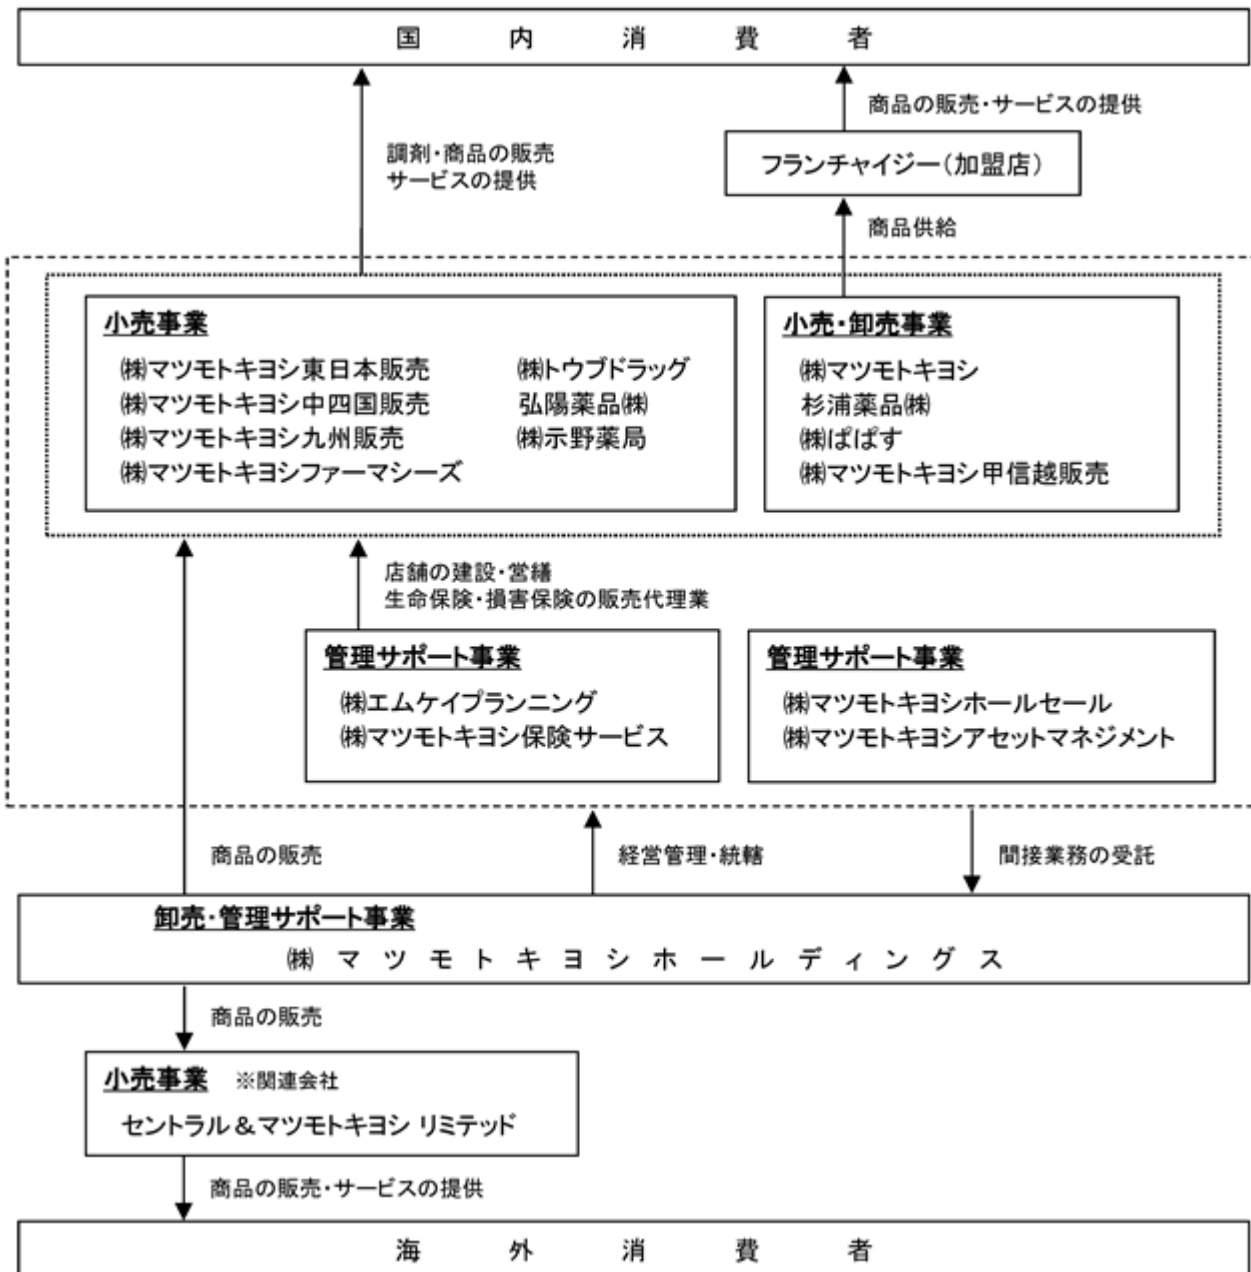 国内消費者
商品の販売・サービスの提供
調剤・商品の販売
サービスの提供
フランチャイジー(加盟店)
商品供給
小売事業
㈱マツモトキヨシ東日本販売
㈱マツモトキヨシ中四国販売
㈱マツモトキヨシ九州販売
㈱マツモトキヨシファーマシーズ
㈱トウブドラッグ
弘陽薬品㈱
㈱示野薬局
小売・卸売事業
㈱マツモトキヨシ
杉浦薬品㈱
㈱ぱぱす
㈱マツモトキヨシ甲信越販売
店舗の建設・営繕
生命保険・損害保険の販売代理業
管理サポート事業
㈱エムケイプランニング
㈱マツモトキヨシ保険サービス
管理サポート事業
㈱マツモトキヨシホールセール
㈱マツモトキヨシアセットマネジメント
商品の販売
経営管理・統轄
間接業務の受託
卸売・管理サポート事業
㈱マツモトキヨシホールディングス
商品の販売
小売事業 ※関連会社
セントラル&マツモトキヨシ リミテッド
商品の販売・サービスの提供
海外消費者